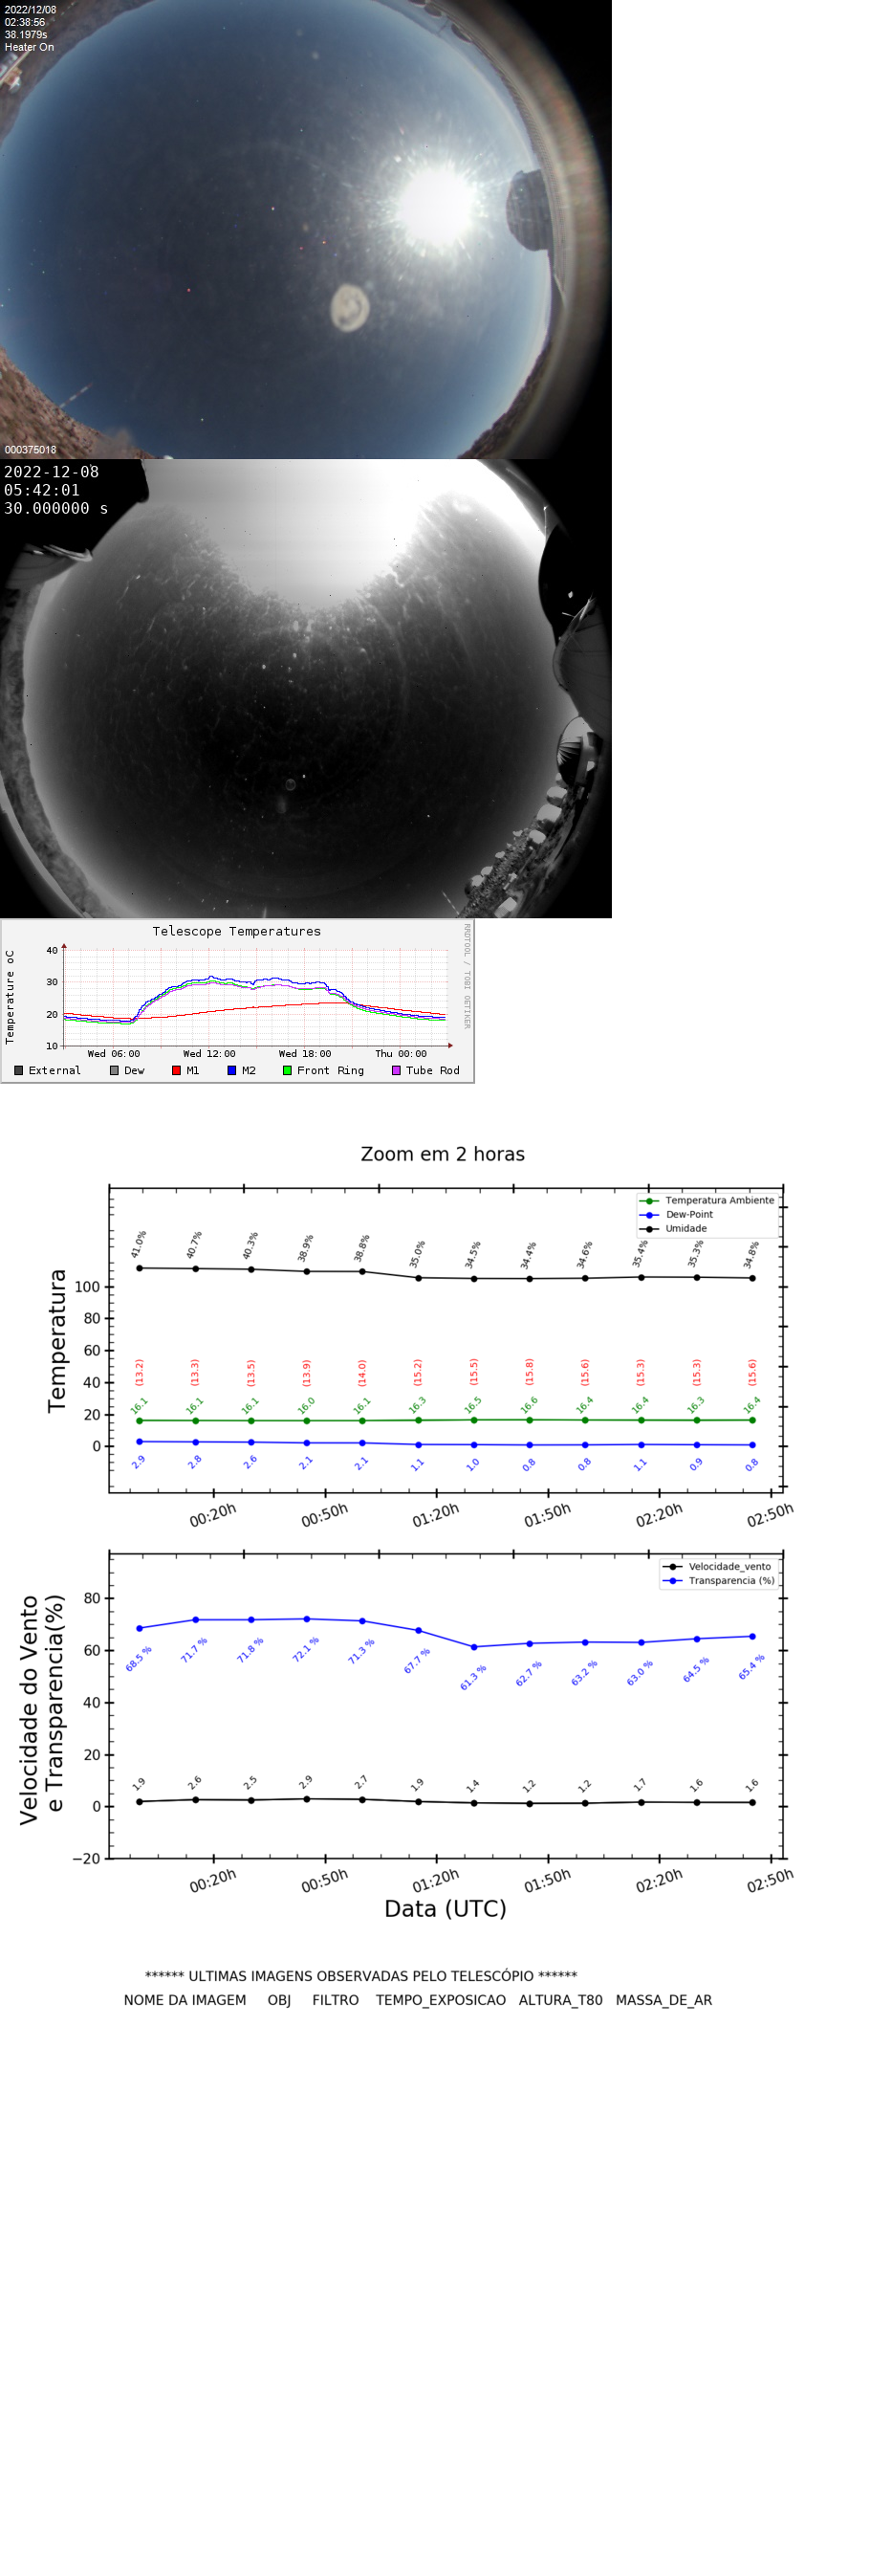 2022/12/08
02:38:56
38.1979s
Heater On
000375018
2022-12-08
05:42:01
30.000000 s
Telescope Temperatures
RRDTOOL / TOBI OETIKER
Temperature oC
40
30
20
10
Wed 06:00 Wed 12:00 Wed 18:00 Thu 00:00
External Dew M1 M2 Front Ring Tube Rod
Zoom em 2 horas
Temperatura Ambiente
Dew-Point
Umidade
41.0% 40.7% 40.3% 38.9% 38.8% 35.0% 34.5% 34.4% 34.6% 35.4% 35.3% 34.8%
Temperatura
100
80
60
40
20
0
(13.2) (13.3) (13.5) (13.9) (14.0) (15.2) (15.5) (15.8) (15.6) (15.3) (15.3) (15.6)
16.1 16.1 16.1 16.0 16.1 16.3 16.5 16.6 16.4 16.4 16.3 16.4
2.9 2.8 2.6 2.1 2.1 1.1 1.0 0.8 0.8 1.1 0.9 0.8
00:20h 00:50h 01:20h 01:50h 02:20h 02:50h
Velocidade_vento
Transparencia (%)
Velocidade do Vento
e Transparencia(%)
80
60
40
20
0
−20
68.5 % 71.7 % 71.8 % 72.1 % 71.3 % 67.7 % 61.3 % 62.7 % 63.2 % 63.0 % 64.5 % 65.4 %
1.9 2.6 2.5 2.9 2.7 1.9 1.4 1.2 1.2 1.7 1.6 1.6
00:20h 00:50h 01:20h 01:50h 02:20h 02:50h
Data (UTC)
****** ULTIMAS IMAGENS OBSERVADAS PELO TELESCÓPIO ******
NOME DA IMAGEM OBJ FILTRO TEMPO_EXPOSICAO ALTURA_T80 MASSA_DE_AR